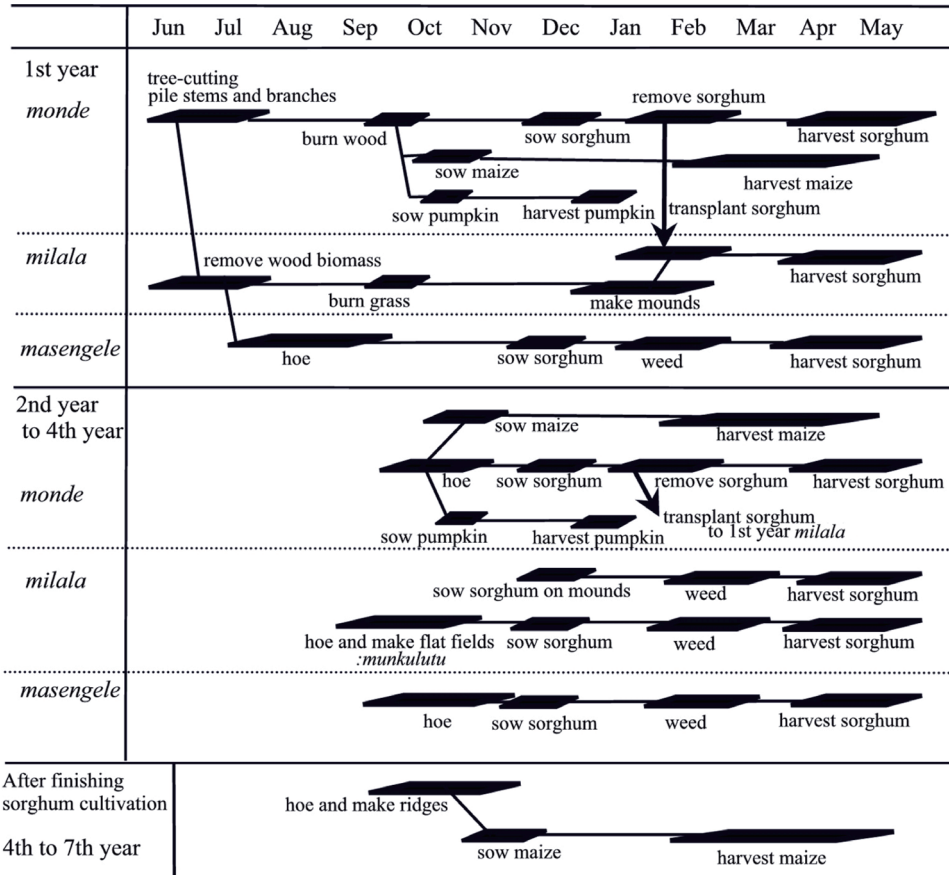 Jun Jul Aug Sep Oct Nov Dec Jan Feb Mar Apr May
1st year
monde
tree-cutting
pile stems and branches
burn wood
sow sorghum
remove sorghum
harvest sorghum
sow maize
harvest maize
sow pumpkin
harvest pumpkin
transplant sorghum
milala
remove wood biomass
burn grass
make mounds
harvest sorghum
masengele
hoe
sow sorghum
weed
harvest sorghum
2nd year
to 4th year
monde
sow maize
harvest maize
hoe
sow sorghum
remove sorghum
harvest sorghum
sow pumpkin
harvest pumpkin
transplant sorghum
to 1st year milala
milala
sow sorghum on mounds
weed
harvest sorghum
hoe and make flat fields
:munkulutu
sow sorghum
weed
harvest sorghum
masengele
hoe
sow sorghum
weed
harvest sorghum
After finishing
sorghum cultivation
4th to 7th year
hoe and make ridges
sow maize
harvest maize